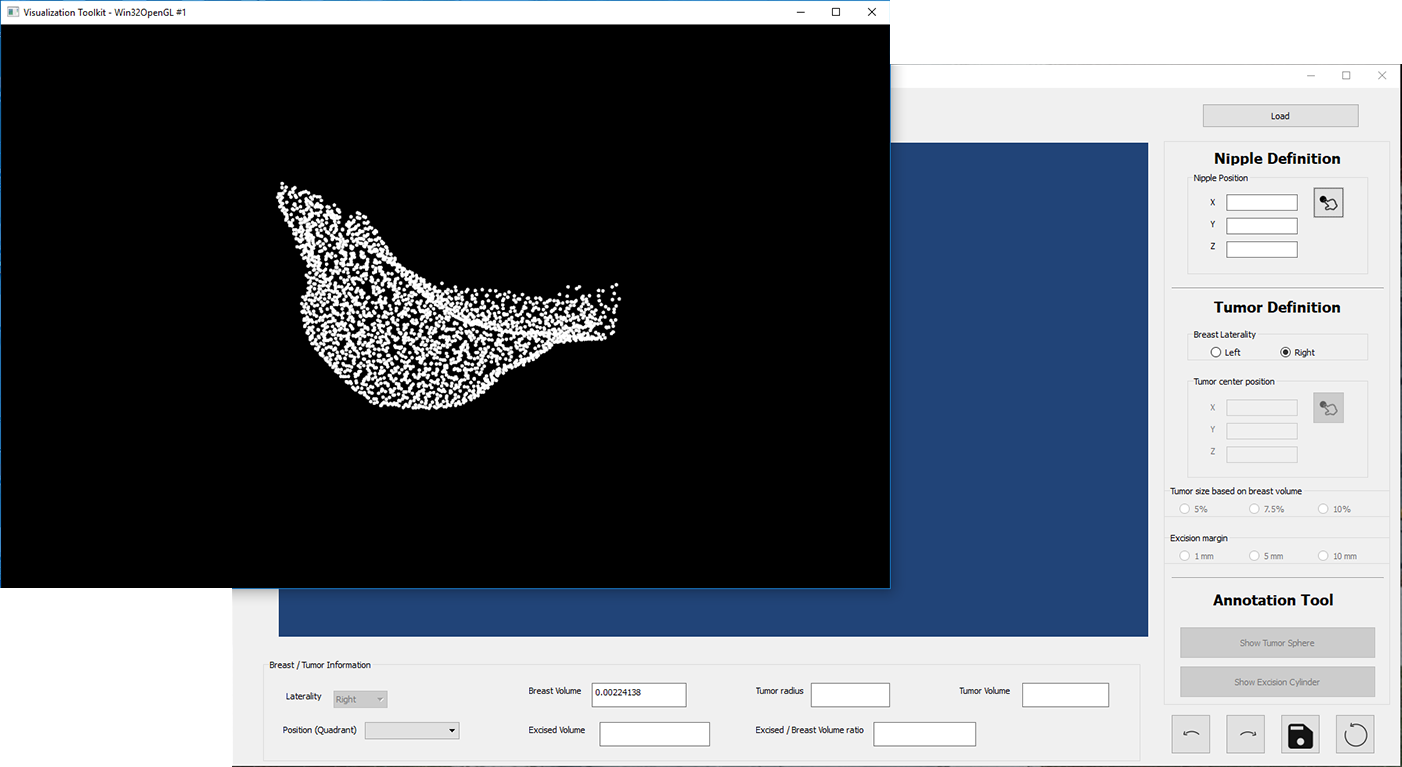 Visualization Toolkit - Win32OpenGL #1
Load
Nipple Definition
Nipple Position
X
Y
Z
Tumor Definition
Breast Laterality
Left Right
Tumor center position
X
Y
Z
Tumor size based on breast volume
5% 7.5% 10%
Excision margin
1 mm 5 mm 10 mm
Annotation Tool
Show Tumor Sphere
Show Excision Cylinder
Breast / Tumor Information
Laterality Right Breast Volume 0.00224138 Tumor radius Tumor Volume
Position (Quadrant) Excised Volume Excised / Breast Volume ratio